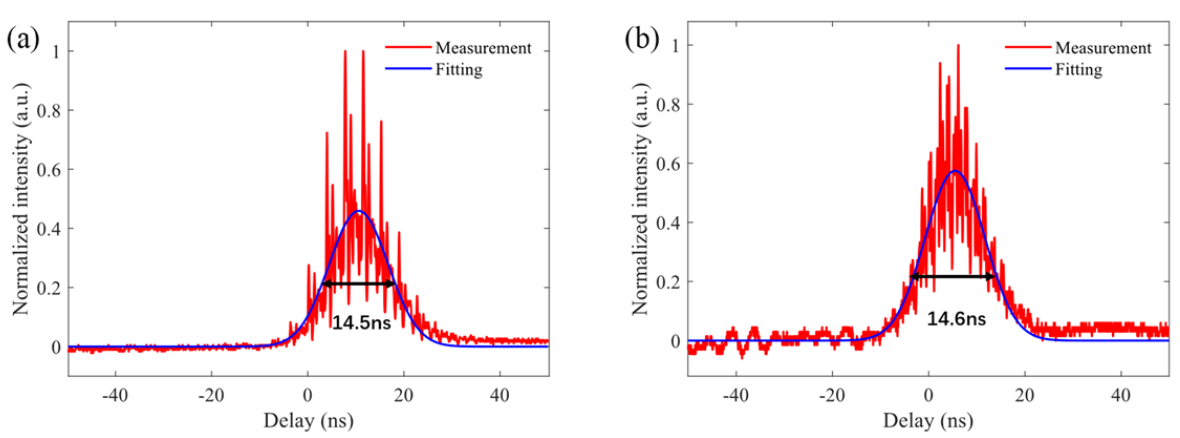 (a)
Normalized intensity (a.u.)
1
0.8
0.6
0.4
0.2
0
Measurement
Fitting
14.5ns
-40 -20 0 20 40
Delay (ns)
(b)
Normalized intensity (a.u.)
1
0.8
0.6
0.4
0.2
0
Measurement
Fitting
14.6ns
-40 -20 0 20 40
Delay (ns)